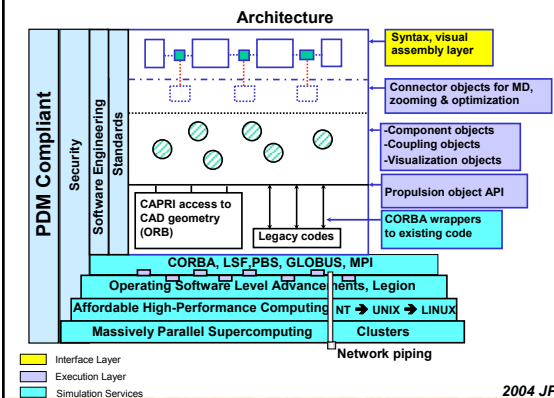 Architecture
PDM Compliant
Security
Software Engineering
Standards
Syntax, visual
assembly layer
Connector objects for MD,
zooming & optimization
-Component objects
-Coupling objects
-Visualization objects
Propulsion object API
CAPRI access to
CAD geometry
(ORB)
Legacy codes
CORBA wrappers
to existing code
CORBA, LSF,PBS, GLOBUS, MPI
Operating Software Level Advancements, Legion
Affordable High-Performance Computing NT ➔ UNIX ➔ LINUX
Massively Parallel Supercomputing Clusters
Network piping
Interface Layer
Execution Layer
Simulation Services
2004 JP